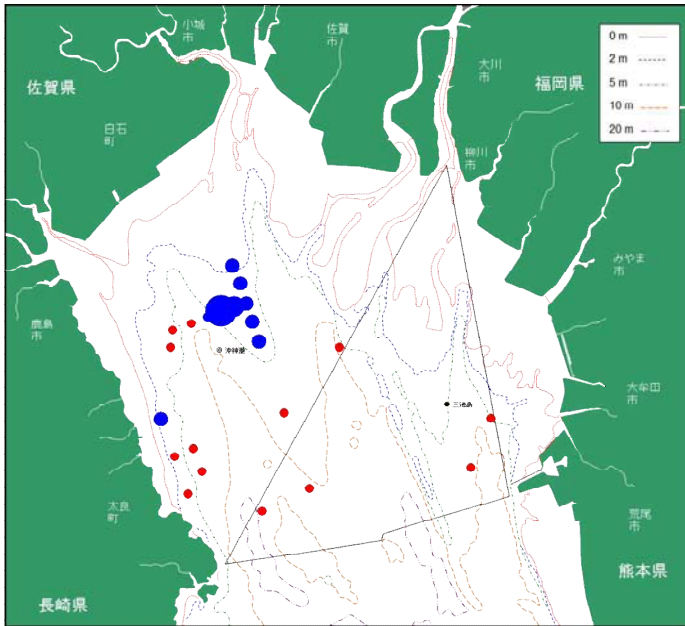 小城
市
佐賀
市
佐賀県
白石
町
大川
市
福岡県
柳川
市
0 m
2 m
5 m
10 m
20 m
みやま
市
鹿島
市
沖神瀬
三池島
大牟田
市
太良
町
荒尾
市
長崎県
熊本県